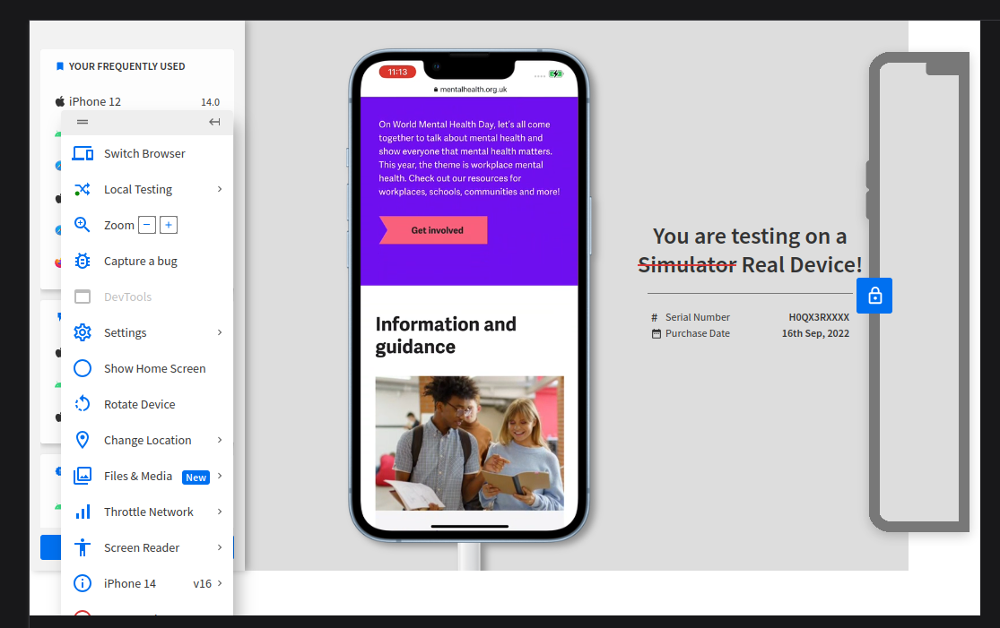 YOUR FREQUENTLY USED
iPhone 12 14.0
Switch Browser
Local Testing
Zoom
Capture a bug
DevTools
Settings
Show Home Screen
Rotate Device
Change Location
Files & Media New
Throttle Network
Screen Reader
iPhone 14 v16
11:13
mentalhealth.org.uk
On World Mental Health Day, let's all come
together to talk about mental health and
show everyone that mental health matters.
This year, the theme is workplace mental
health. Check out our resources for
workplaces, schools, communities and more!
Get involved
Information and
guidance
You are testing on a
Simulator Real Device!
# Serial Number H0QX3RXXXX
Purchase Date 16th Sep, 2022